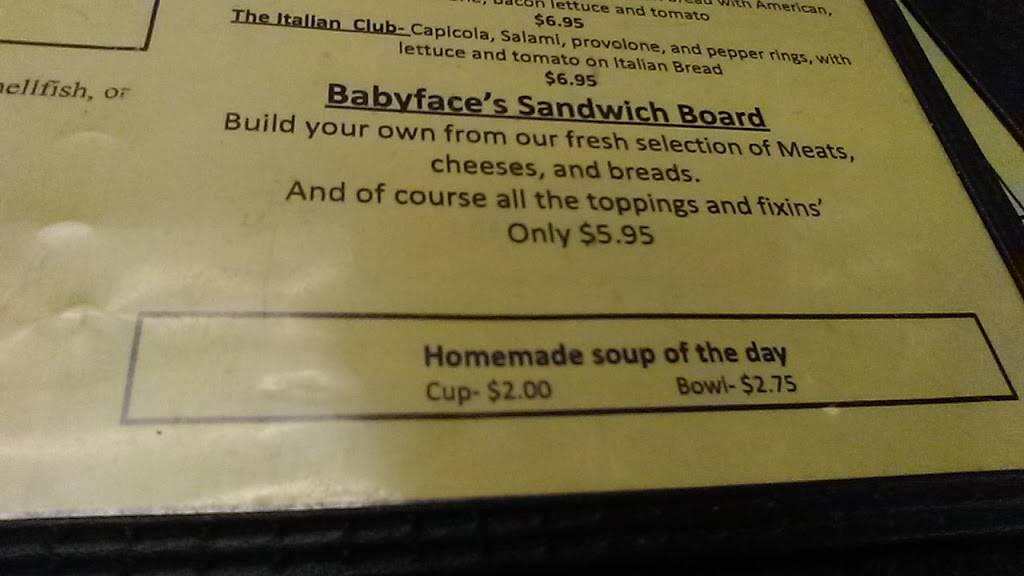 with American,
bacon lettuce and tomato
$6.95
The Italian Club- Capicola, Salami, provolone, and pepper rings, with
lettuce and tomato on Italian Bread
$6.95
or
Babyface's Sandwich Board
Build your own from our fresh selection of Meats,
cheeses, and breads.
And of course all the toppings and fixins'
Only $5.95
Homemade soup of the day
Cup- $2.00 Bowl- $2.75